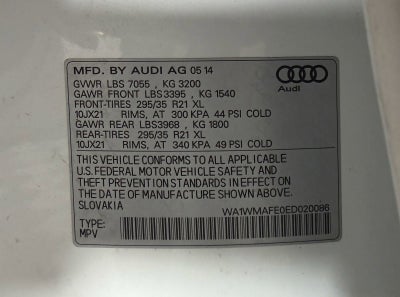 MFD. BY AUDI AG 05 14
GVWR LBS 7055 , KG 3200
GAWR FRONT LBS3395 , KG 1540
FRONT-TIRES 295/35 R21 XL
10JX21 RIMS, AT 300 KPA 44 PSI COLD
GAWR REAR LBS3968 , KG 1800
REAR-TIRES 295/35 R21 XL
10JX21 RIMS, AT 340 KPA 49 PSI COLD
Audi
THIS VEHICLE CONFORMS TO ALL APPLICABLE
U.S. FEDERAL MOTOR VEHICLE SAFETY AND
THEFT PREVENTION STANDARDS IN EFFECT ON
THE DATE OF MANUFACTURE SHOWN ABOVE.
SLOVAKIA WA1WMAFE0ED020086
TYPE:
MPV